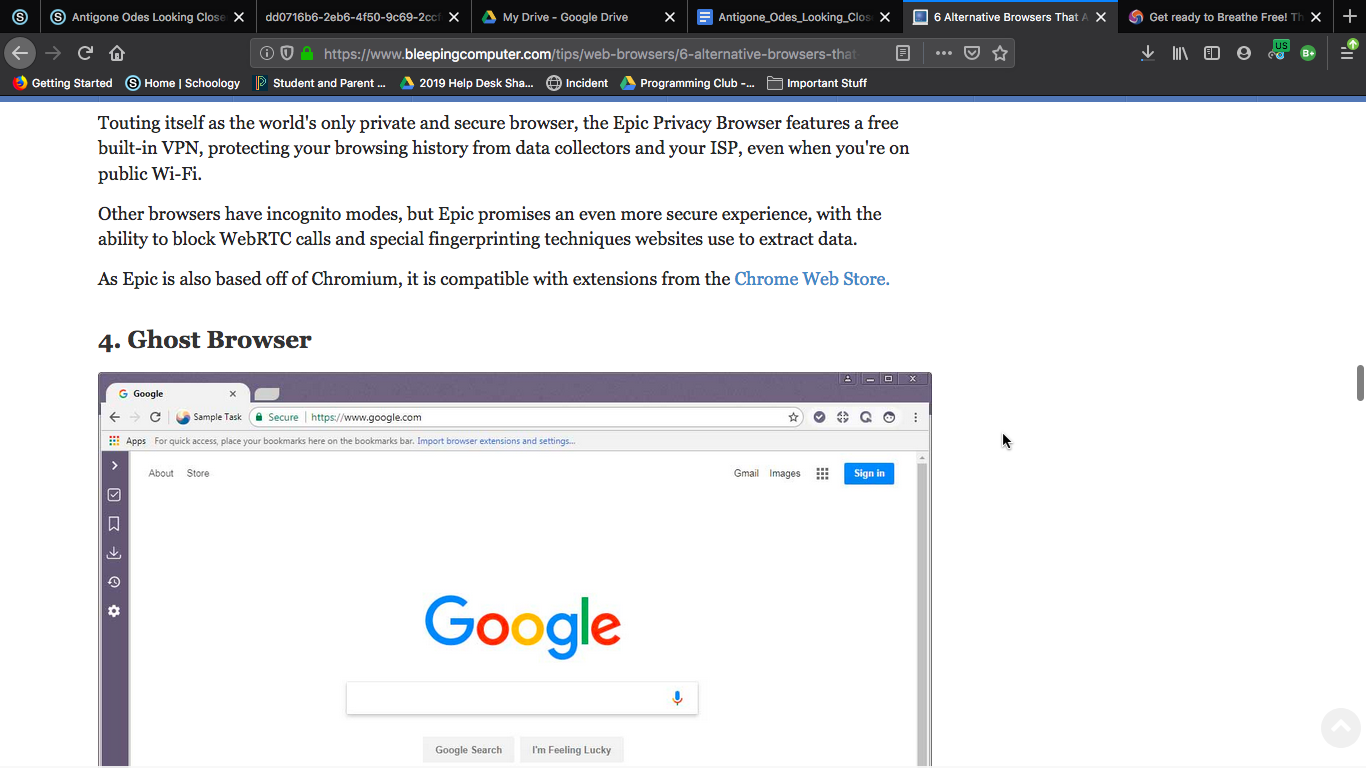 Antigone Odes Looking Close
dd0716b6-2eb6-4f50-9c69-2ccf
My Drive - Google Drive
Antigone_Odes_Looking_Clos
6 Alternative Browsers That A
Get ready to Breathe Free! Th
https://www.bleepingcomputer.com/tips/web-browsers/6-alternative-browsers-that
US
B+
Getting Started
Home | Schoology
Student and Parent ...
2019 Help Desk Sha...
Incident
Programming Club -...
Important Stuff
Touting itself as the world's only private and secure browser, the Epic Privacy Browser features a free
built-in VPN, protecting your browsing history from data collectors and your ISP, even when you're on
public Wi-Fi.
Other browsers have incognito modes, but Epic promises an even more secure experience, with the
ability to block WebRTC calls and special fingerprinting techniques websites use to extract data.
As Epic is also based off of Chromium, it is compatible with extensions from the Chrome Web Store.
4. Ghost Browser
Google
Sample Task
Secure
https://www.google.com
Apps
For quick access, place your bookmarks here on the bookmarks bar. Import browser extensions and settings...
About
Store
Gmail
Images
Sign in
Google
Google Search
I'm Feeling Lucky